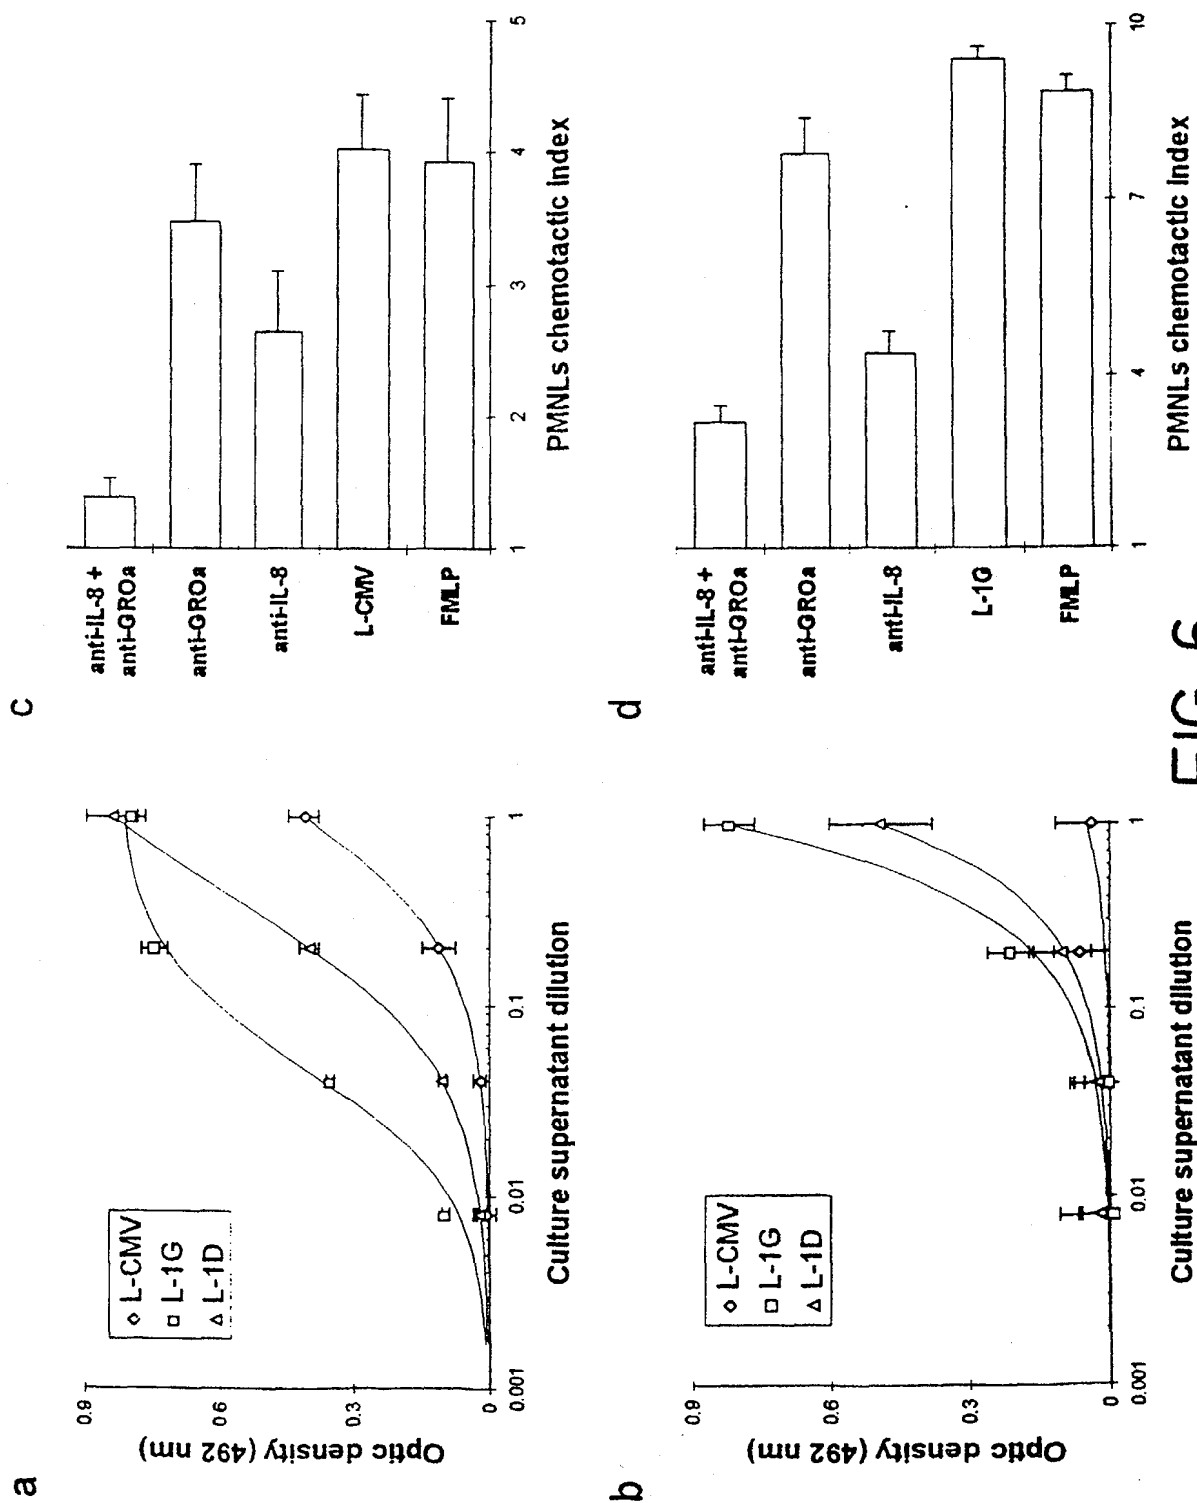 a
Optic density (492 nm)
0.9
0.6
0.3
0
L-CMV
L-1G
L-1D
0.001
0.01
0.1
1
Culture supernatant dilution
b
Optic density (492 nm)
0.9
0.6
0.3
0
L-CMV
L-1G
L-1D
0.001
0.01
0.1
1
Culture supernatant dilution
c
anti-IL-8 +
anti-GROa
anti-GROa
anti-IL-8
L-CMV
FMLP
1
2
3
4
5
PMNLs chemotactic index
d
anti-IL-8 +
anti-GROa
anti-GROa
anti-IL-8
L-1G
FMLP
1
4
7
10
PMNLs chemotactic index
FIG. 6